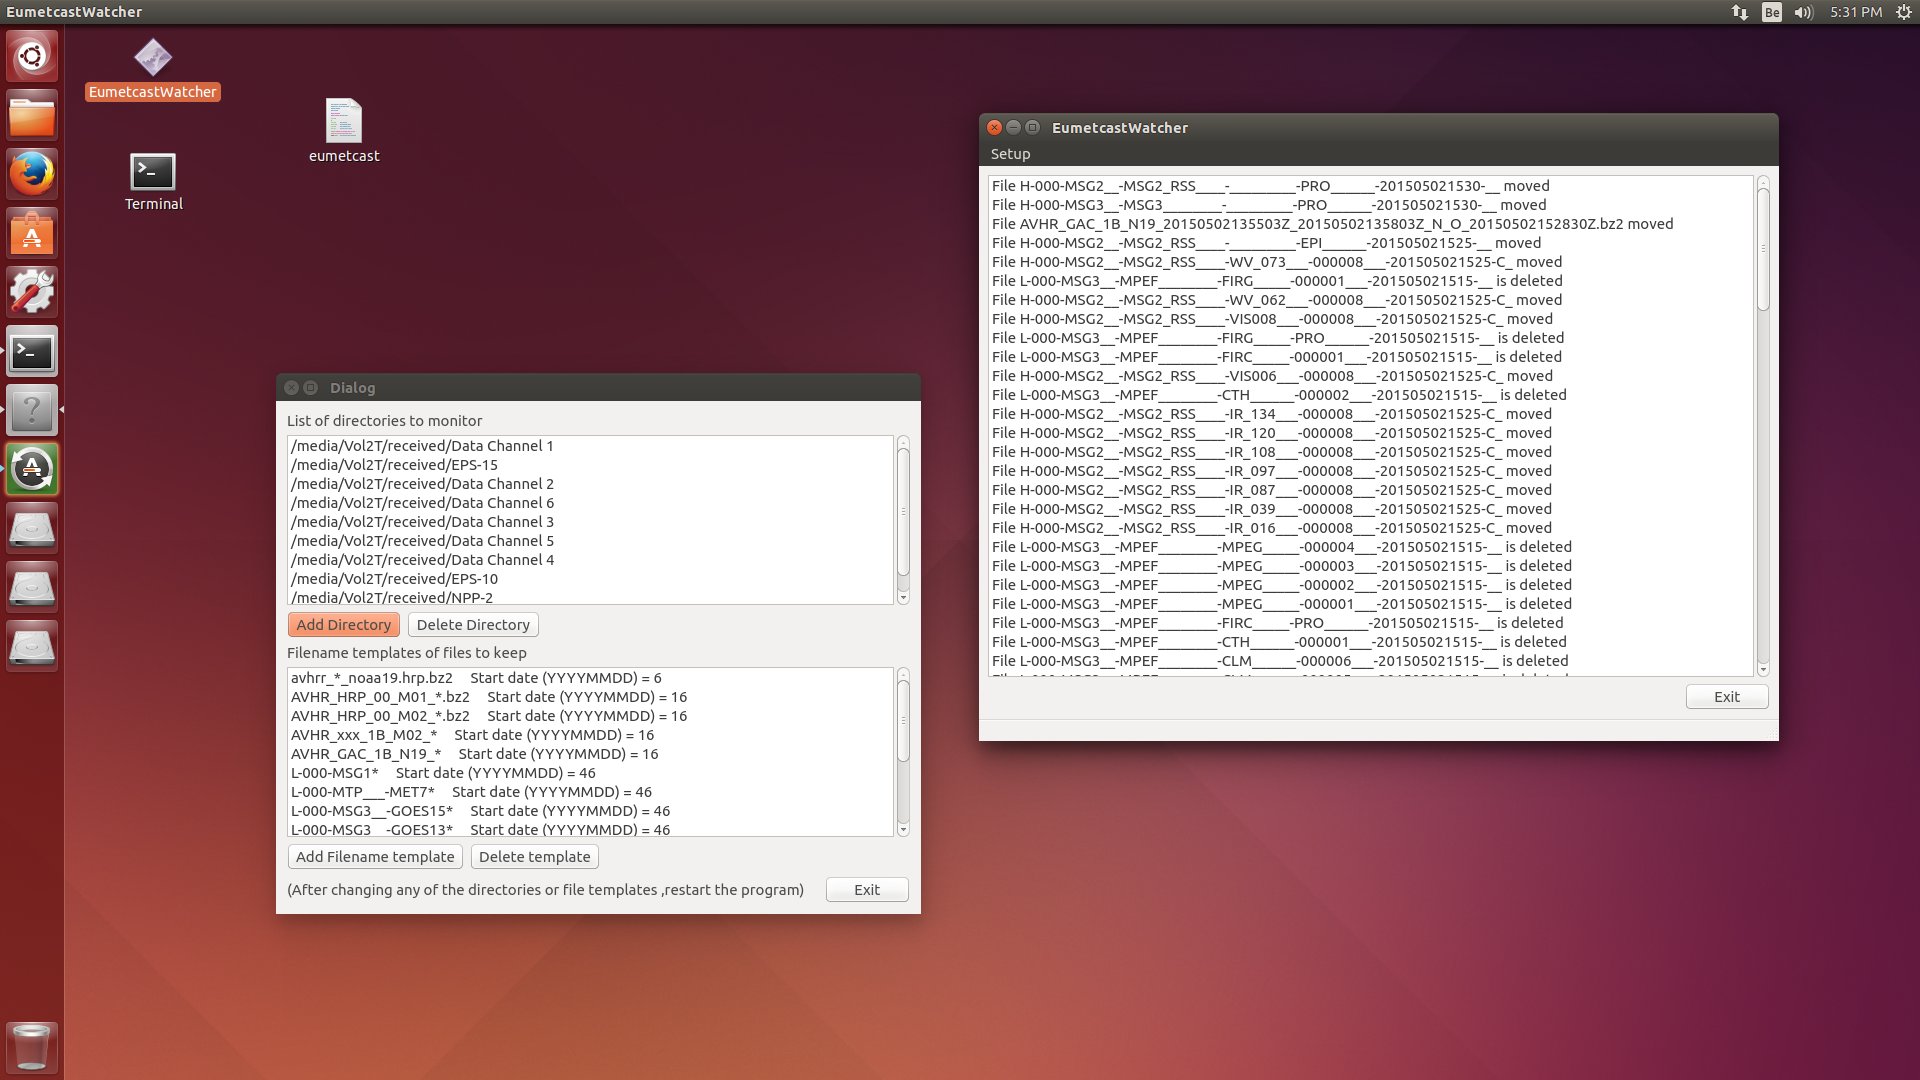 EumetcastWatcher
Be
5:31 PM
EumetcastWatcher
eumetcast
Terminal
Dialog
List of directories to monitor
/media/Vol2T/received/Data Channel 1
/media/Vol2T/received/EPS-15
/media/Vol2T/received/Data Channel 2
/media/Vol2T/received/Data Channel 6
/media/Vol2T/received/Data Channel 3
/media/Vol2T/received/Data Channel 5
/media/Vol2T/received/Data Channel 4
/media/Vol2T/received/EPS-10
/media/Vol2T/received/NPP-2
Add Directory
Delete Directory
Filename templates of files to keep
avhrr_*_noaa19.hrp.bz2    Start date (YYYYMMDD) = 6
AVHR_HRP_00_M01_*.bz2    Start date (YYYYMMDD) = 16
AVHR_HRP_00_M02_*.bz2    Start date (YYYYMMDD) = 16
AVHR_xxx_1B_M02_*    Start date (YYYYMMDD) = 16
AVHR_GAC_1B_N19_*    Start date (YYYYMMDD) = 16
L-000-MSG1*    Start date (YYYYMMDD) = 46
L-000-MTP___-MET7*    Start date (YYYYMMDD) = 46
L-000-MSG3__-GOES15*    Start date (YYYYMMDD) = 46
L-000-MSG3__-GOES13*    Start date (YYYYMMDD) = 46
Add Filename template
Delete template
(After changing any of the directories or file templates ,restart the program)
Exit
EumetcastWatcher
Setup
File H-000-MSG2__-MSG2_RSS____-_________-PRO______-201505021530-__ moved
File H-000-MSG3__-MSG3________-_________-PRO______-201505021530-__ moved
File AVHR_GAC_1B_N19_20150502135503Z_20150502135803Z_N_O_20150502152830Z.bz2 moved
File H-000-MSG2__-MSG2_RSS____-_________-EPI______-201505021525-__ moved
File H-000-MSG2__-MSG2_RSS____-WV_073___-000008___-201505021525-C_ moved
File L-000-MSG3__-MPEF________-FIRG_____-000001___-201505021515-__ is deleted
File H-000-MSG2__-MSG2_RSS____-WV_062___-000008___-201505021525-C_ moved
File H-000-MSG2__-MSG2_RSS____-VIS008___-000008___-201505021525-C_ moved
File L-000-MSG3__-MPEF________-FIRG_____-PRO______-201505021515-__ is deleted
File L-000-MSG3__-MPEF________-FIRC_____-000001___-201505021515-__ is deleted
File H-000-MSG2__-MSG2_RSS____-VIS006___-000008___-201505021525-C_ moved
File L-000-MSG3__-MPEF________-CTH______-000002___-201505021515-__ is deleted
File H-000-MSG2__-MSG2_RSS____-IR_134___-000008___-201505021525-C_ moved
File H-000-MSG2__-MSG2_RSS____-IR_120___-000008___-201505021525-C_ moved
File H-000-MSG2__-MSG2_RSS____-IR_108___-000008___-201505021525-C_ moved
File H-000-MSG2__-MSG2_RSS____-IR_097___-000008___-201505021525-C_ moved
File H-000-MSG2__-MSG2_RSS____-IR_087___-000008___-201505021525-C_ moved
File H-000-MSG2__-MSG2_RSS____-IR_039___-000008___-201505021525-C_ moved
File H-000-MSG2__-MSG2_RSS____-IR_016___-000008___-201505021525-C_ moved
File L-000-MSG3__-MPEF________-MPEG_____-000004___-201505021515-__ is deleted
File L-000-MSG3__-MPEF________-MPEG_____-000003___-201505021515-__ is deleted
File L-000-MSG3__-MPEF________-MPEG_____-000002___-201505021515-__ is deleted
File L-000-MSG3__-MPEF________-MPEG_____-000001___-201505021515-__ is deleted
File L-000-MSG3__-MPEF________-FIRC_____-PRO______-201505021515-__ is deleted
File L-000-MSG3__-MPEF________-CTH______-000001___-201505021515-__ is deleted
File L-000-MSG3__-MPEF________-CLM______-000006___-201505021515-__ is deleted
Exit